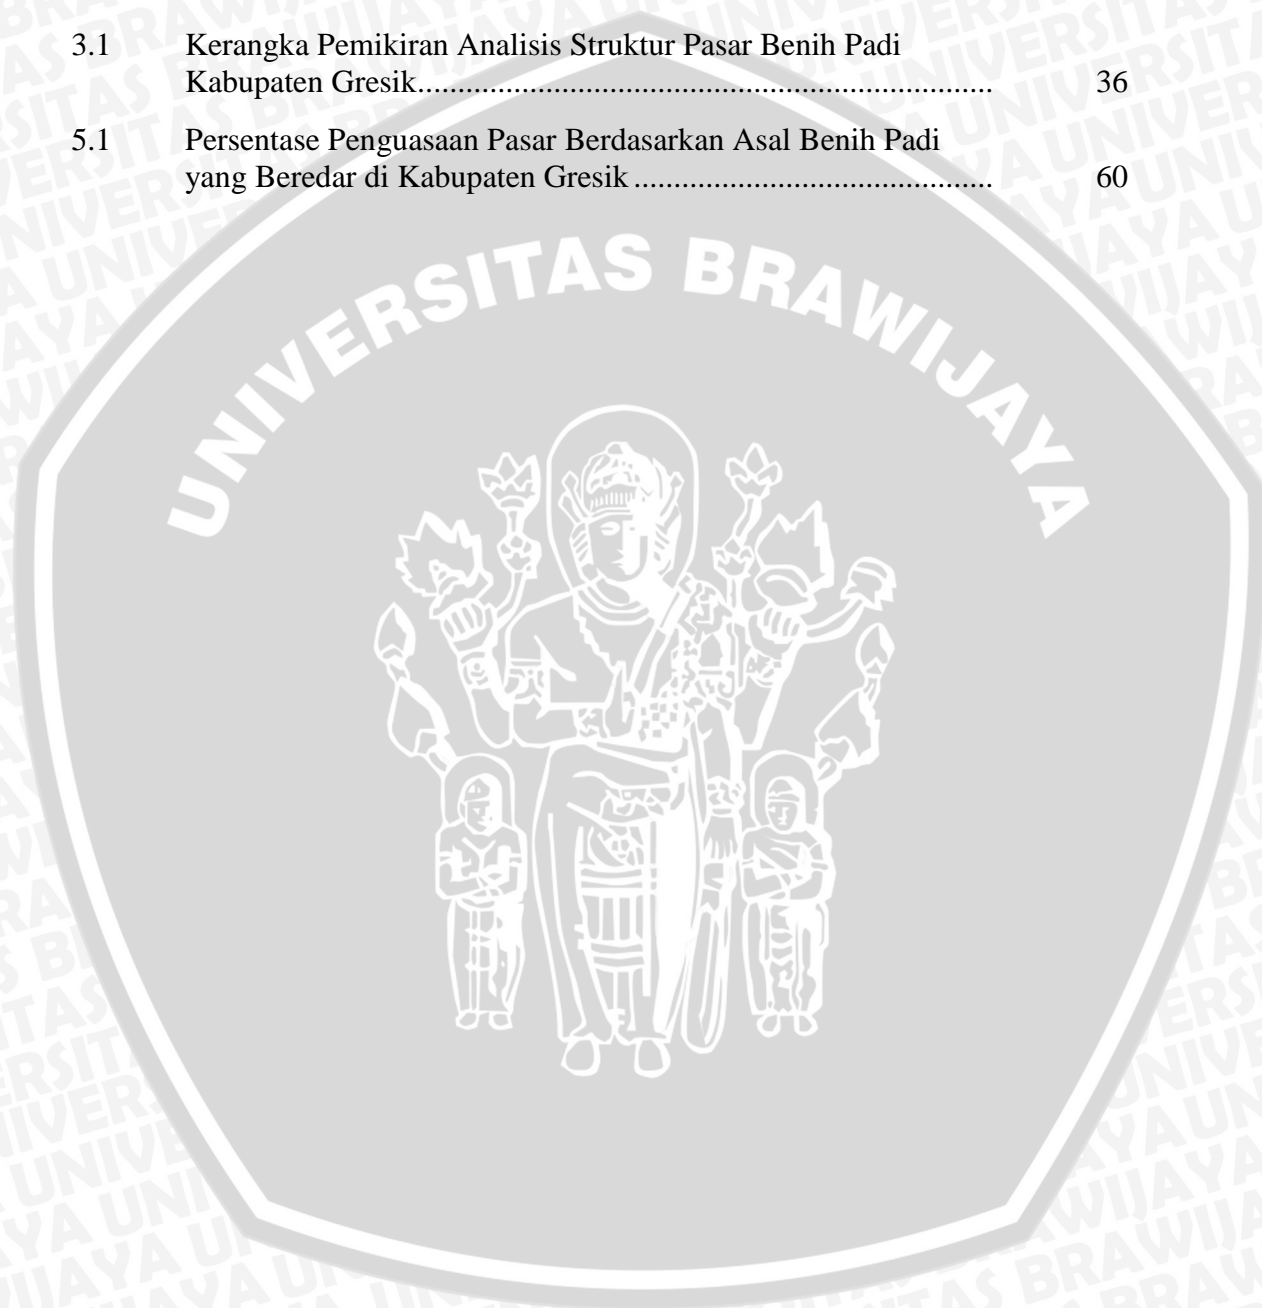 3.1 Kerangka Pemikiran Analisis Struktur Pasar Benih Padi
Kabupaten Gresik........................................................................ 36
5.1 Persentase Penguasaan Pasar Berdasarkan Asal Benih Padi
yang Beredar di Kabupaten Gresik ............................................. 60
UNIVERSITAS BRAWIJAYA